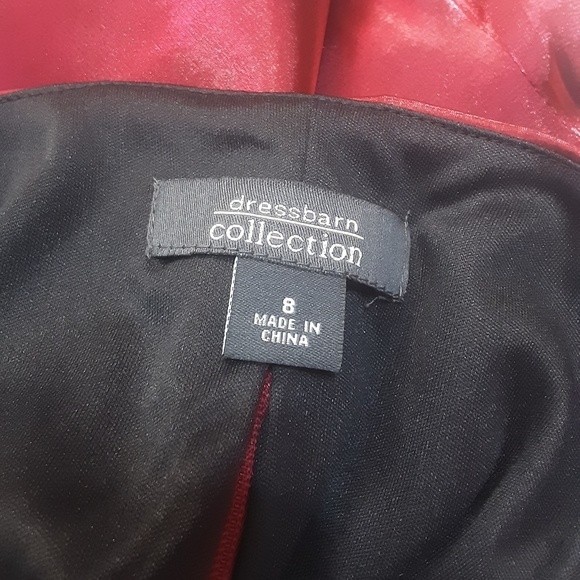 dressbarn
collection
8
MADE IN
CHINA